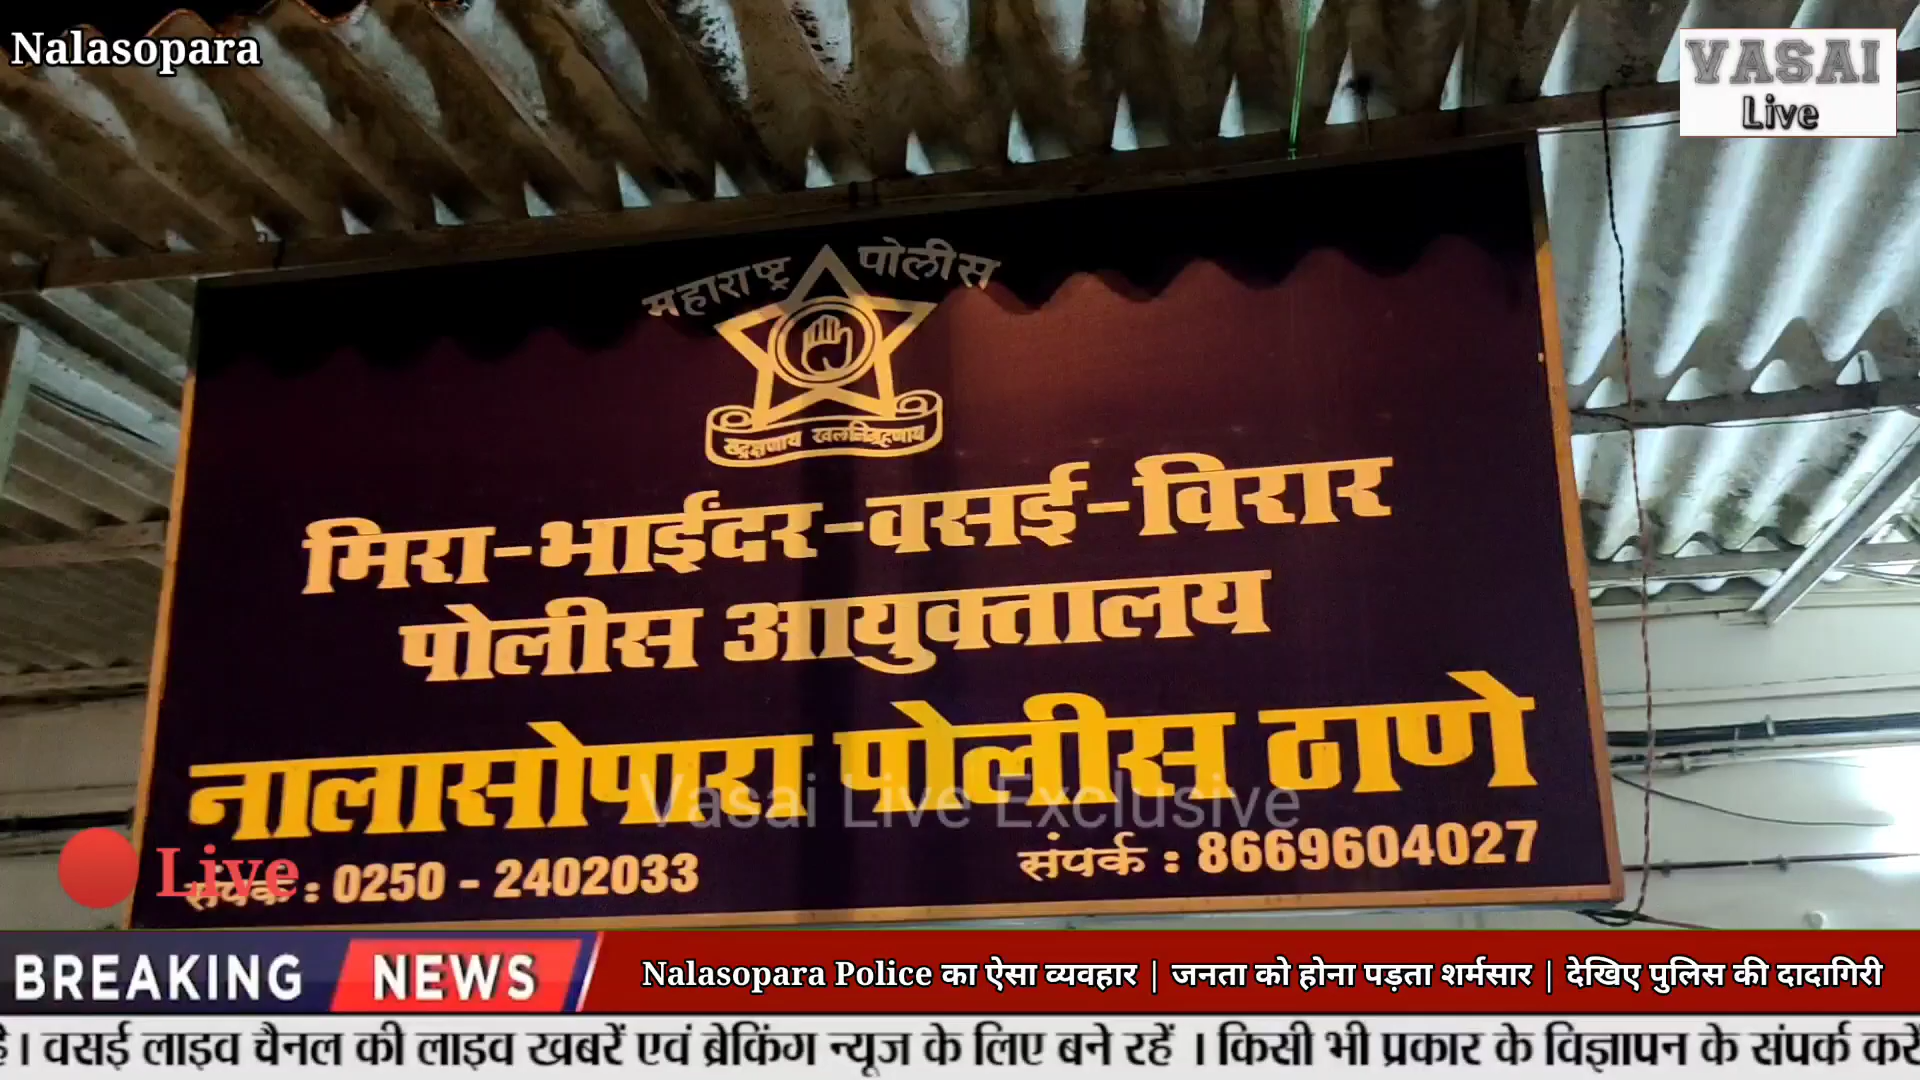 Nalasopara
VASAI
Live
महाराष्ट्र पोलीस
सद्रक्षणाय खलनिग्रहणाय
मिरा-भाईंदर-वसई-विरार
पोलीस आयुक्तालय
नालासोपारा पोलीस ठाणे
Vasai Live Exclusive
Live
संपर्क : 0250 - 2402033
संपर्क : 8669604027
BREAKING NEWS
Nalasopara Police का ऐसा व्यवहार | जनता को होना पड़ता शर्मसार | देखिए पुलिस की दादागिरी
है। वसई लाइव चैनल की लाइव खबरें एवं ब्रेकिंग न्यूज के लिए बने रहें । किसी भी प्रकार के विज्ञापन के संपर्क करें